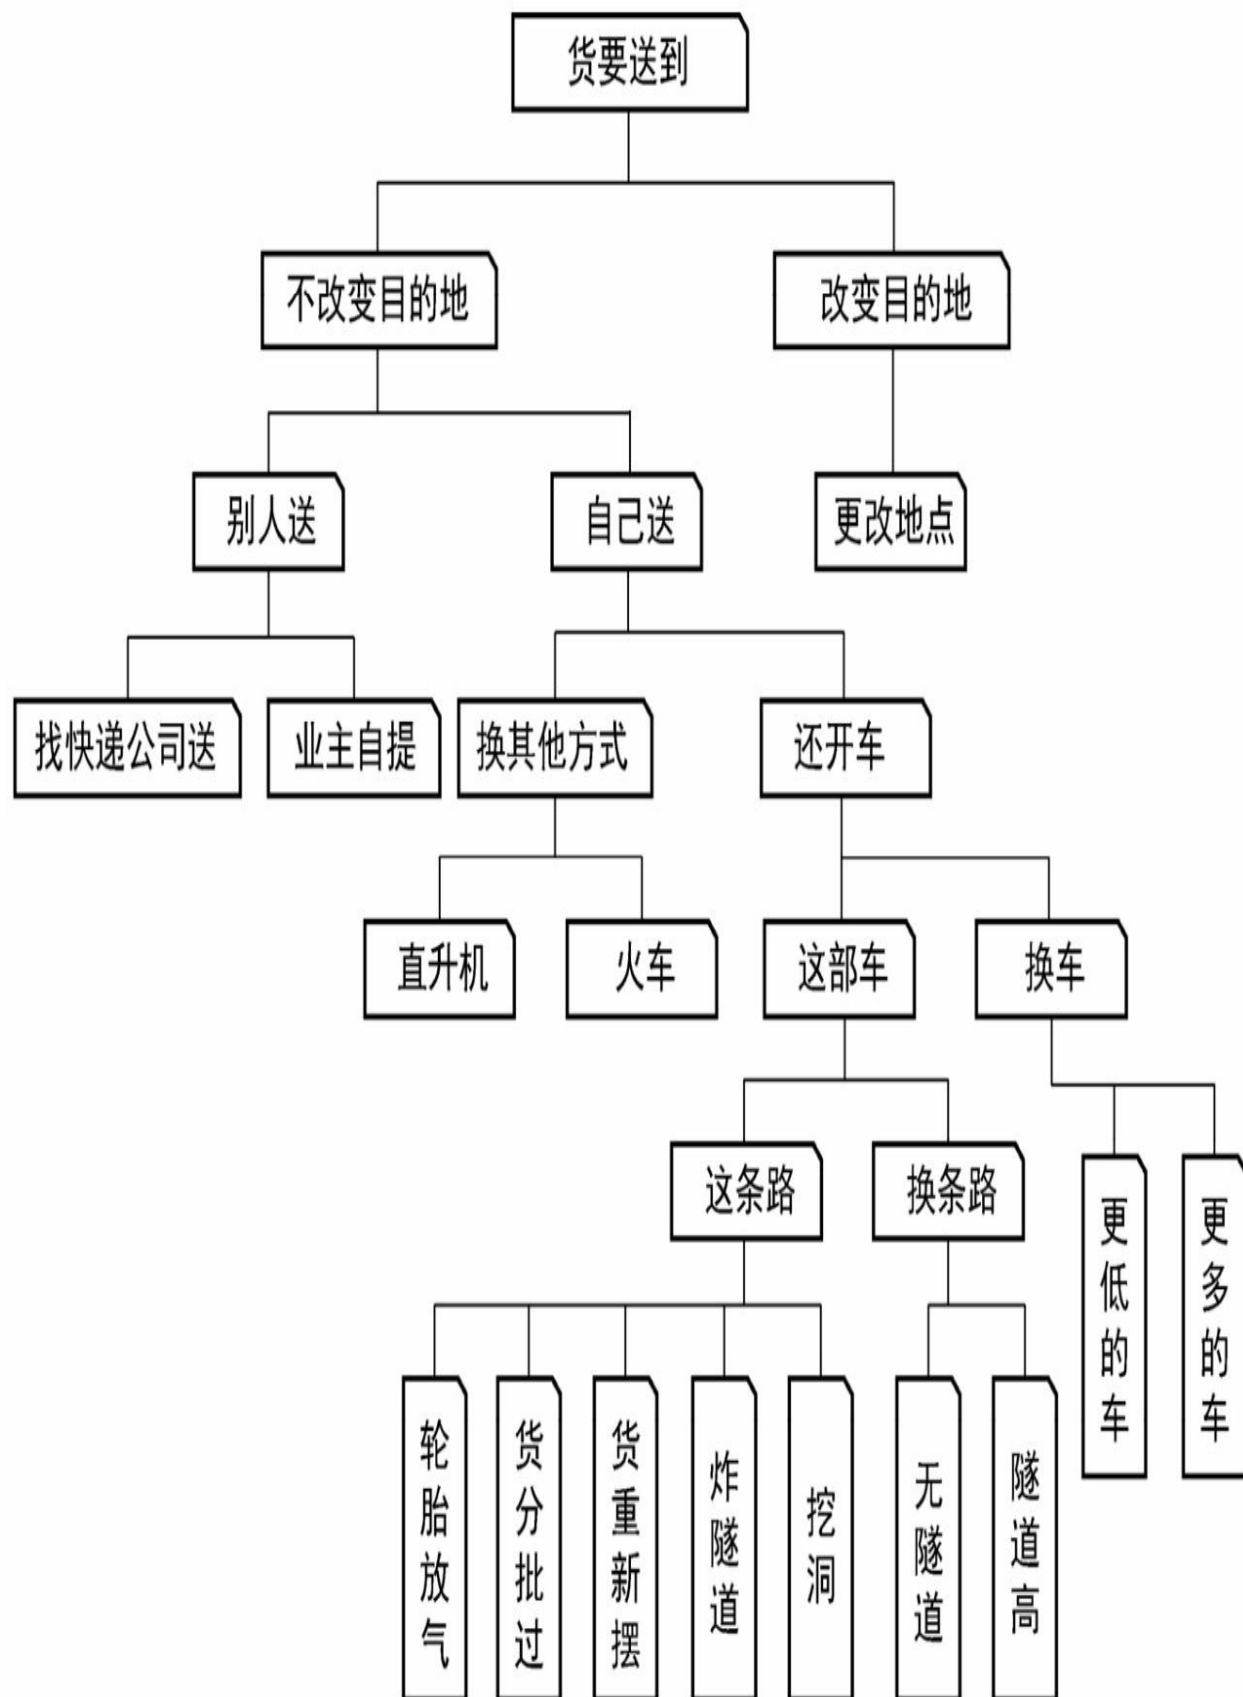 货要送到
不改变目的地
改变目的地
别人送
自己送
更改地点
找快递公司送
业主自提
换其他方式
还开车
直升机
火车
这部车
换车
这条路
换条路
更低的车
更多的车
轮胎放气
货分批过
货重新摆
炸隧道
挖洞
无隧道
隧道高